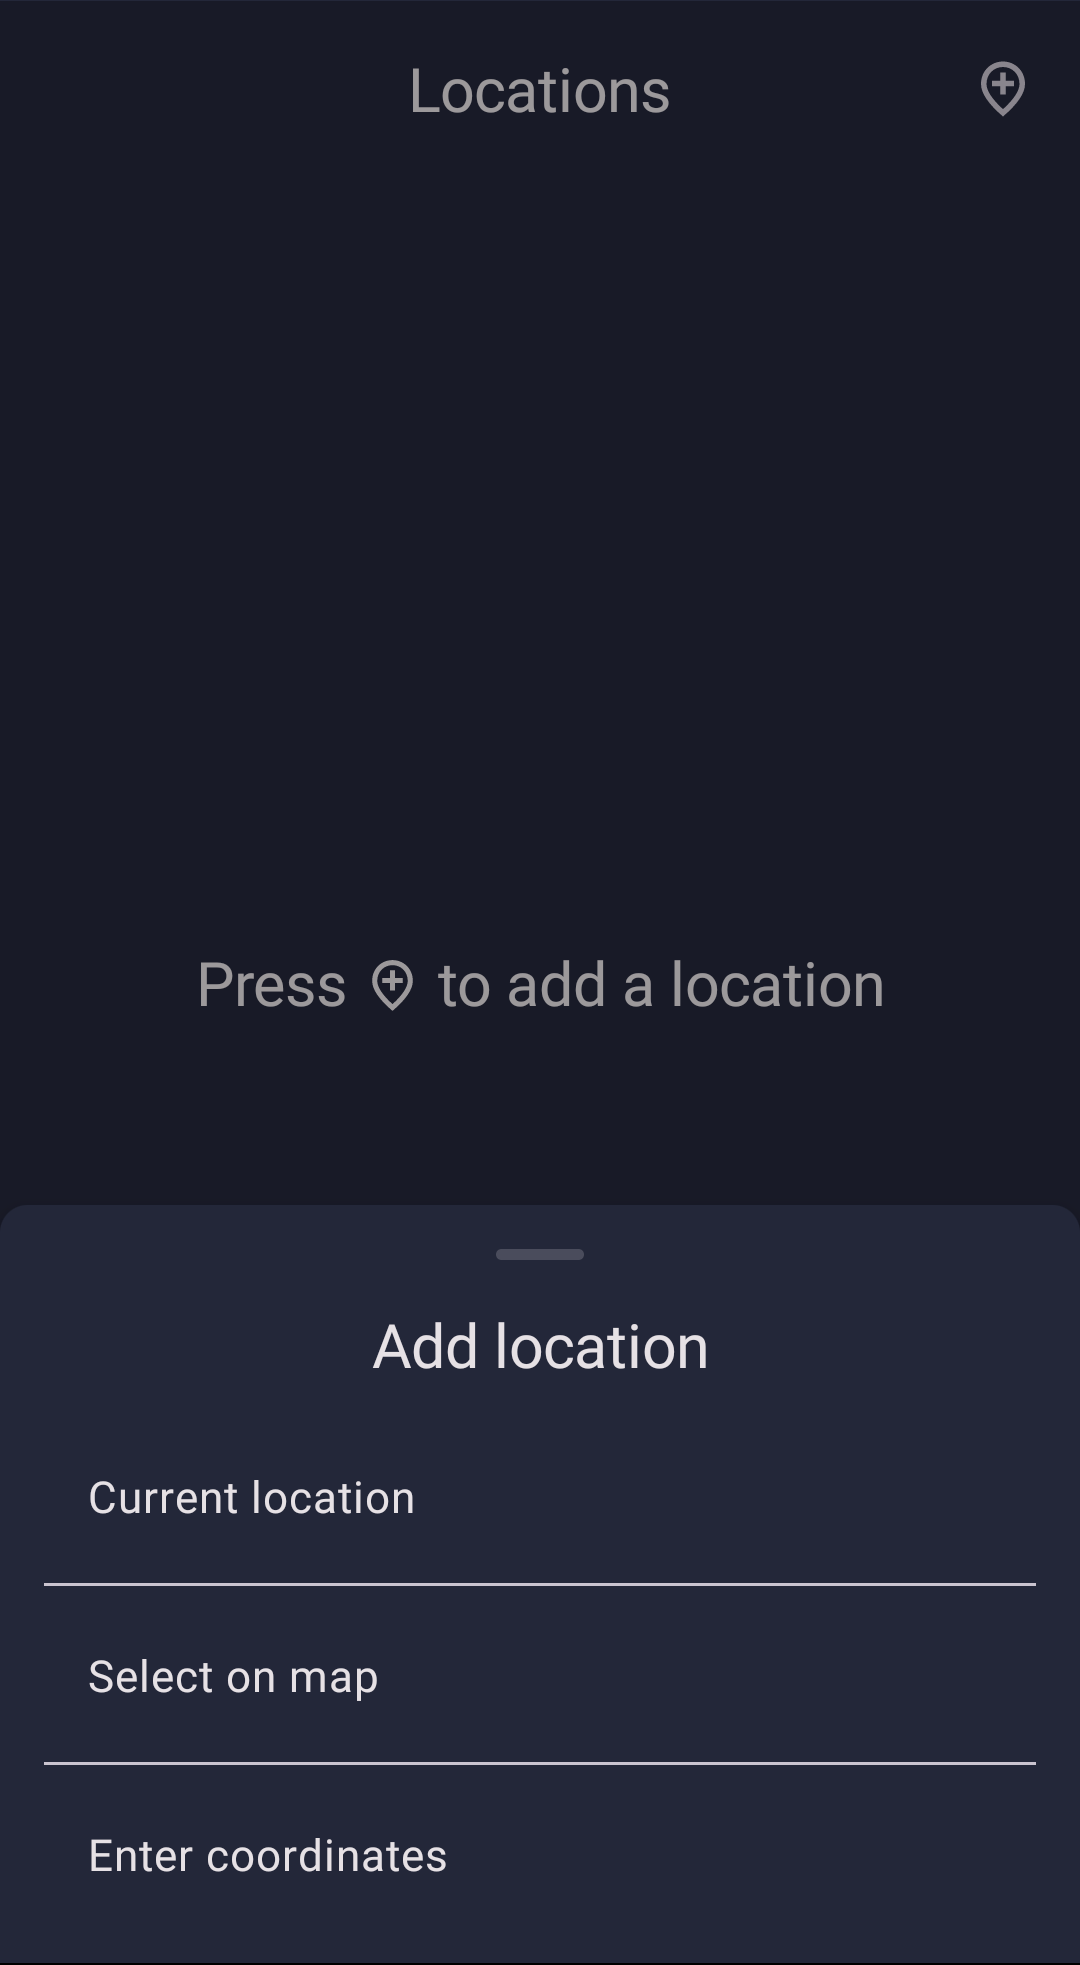 Locations
Press to add a location
Add location
Current location
Select on map
Enter coordinates